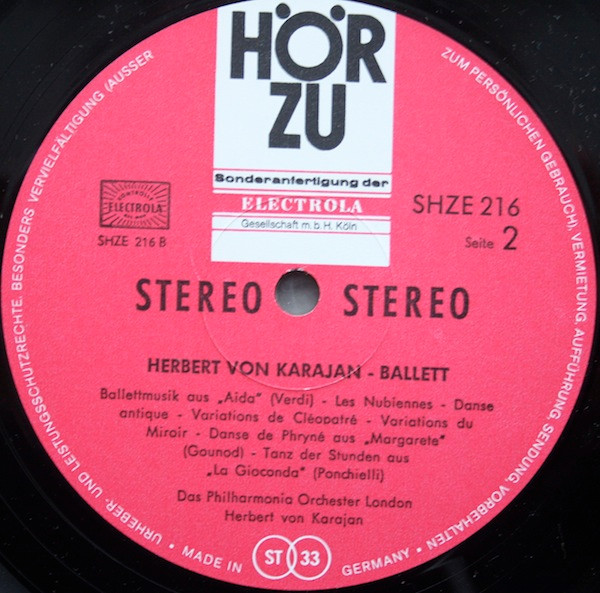 HÖR
ZU
Sonderanfertigung der
ELECTROLA
Gesellschaft m.b.H. Köln
ELECTROLA
SHZE 216 B
SHZE 216
Seite 2
STEREO STEREO
HERBERT VON KARAJAN - BALLETT
Ballettmusik aus „Aida" (Verdi) - Les Nubiennes - Danse
antique - Variations de Cléopatré - Variations du
Miroir - Danse de Phryné aus „Margarete"
(Gounod) - Tanz der Stunden aus
„La Gioconda" (Ponchielli)
Das Philharmonia Orchester London
Herbert von Karajan
ST 33
MADE IN GERMANY • URHEBER- UND LEISTUNGSSCHUTZRECHTE, BESONDERS VERVIELFÄLTIGUNG (AUSSER ZUM PERSÖNLICHEN GEBRAUCH), VERMIETUNG, AUFFÜHRUNG, SENDUNG, VORBEHALTEN •